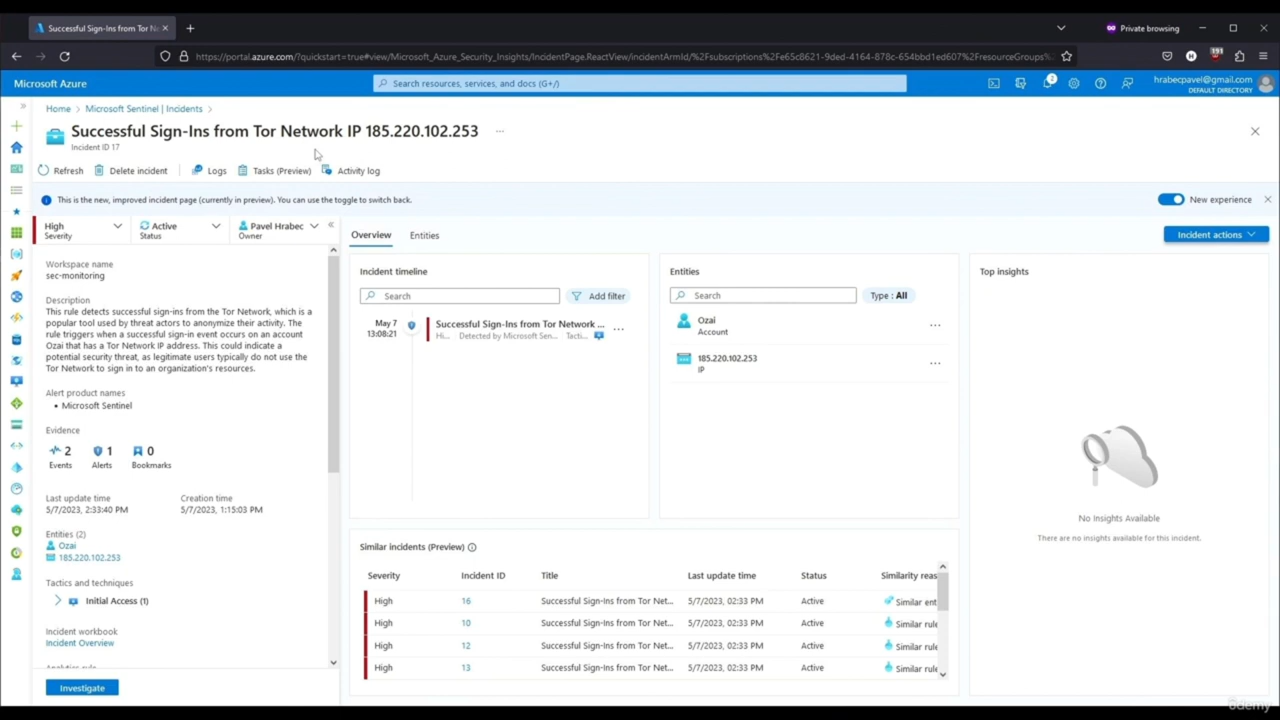 Successful Sign-Ins from Tor Ne
Private browsing
https://portal.azure.com/?quickstart=true#view/Microsoft_Azure_Security_Insights/IncidentPage.ReactView/incidentArmId/%2Fsubscriptions%2Fe65c8621-9ded-4164-878c-654bbd1ed607%2FresourceGroups%
193
Microsoft Azure
Search resources, services, and docs (G+/)
2
hrabecpavel@gmail.com
DEFAULT DIRECTORY
Home > Microsoft Sentinel | Incidents >
Successful Sign-Ins from Tor Network IP 185.220.102.253 ...
Incident ID 17
Refresh Delete incident Logs Tasks (Preview) Activity log
This is the new, improved incident page (currently in preview). You can use the toggle to switch back.
New experience
High
Severity
Active
Status
Pavel Hrabec
Owner
Overview Entities
Incident actions
Workspace name
sec-monitoring
Description
This rule detects successful sign-ins from the Tor Network, which is a
popular tool used by threat actors to anonymize their activity. The
rule triggers when a successful sign-in event occurs on an account
Ozai that has a Tor Network IP address. This could indicate a
potential security threat, as legitimate users typically do not use the
Tor Network to sign in to an organization's resources.
Alert product names
• Microsoft Sentinel
Evidence
2 1 0
Events Alerts Bookmarks
Last update time Creation time
5/7/2023, 2:33:40 PM 5/7/2023, 1:15:03 PM
Entities (2)
Ozai
185.220.102.253
Tactics and techniques
Initial Access (1)
Incident workbook
Incident Overview
Analytics rule
Investigate
Incident timeline
Search
Add filter
May 7
13:08:21
Successful Sign-Ins from Tor Network ...
Hi... Detected by Microsoft Sen... Tacti...
Entities
Search
Type : All
Ozai
Account
185.220.102.253
IP
Top insights
No Insights Available
There are no insights available for this incident.
Similar incidents (Preview)
Severity Incident ID Title Last update time Status Similarity reas
High 16 Successful Sign-Ins from Tor Net... 5/7/2023, 02:33 PM Active Similar ent
High 10 Successful Sign-Ins from Tor Net... 5/7/2023, 02:33 PM Active Similar rule
High 12 Successful Sign-Ins from Tor Net... 5/7/2023, 02:33 PM Active Similar rule
High 13 Successful Sign-Ins from Tor Net... 5/7/2023, 02:33 PM Active Similar rule
ûdemy